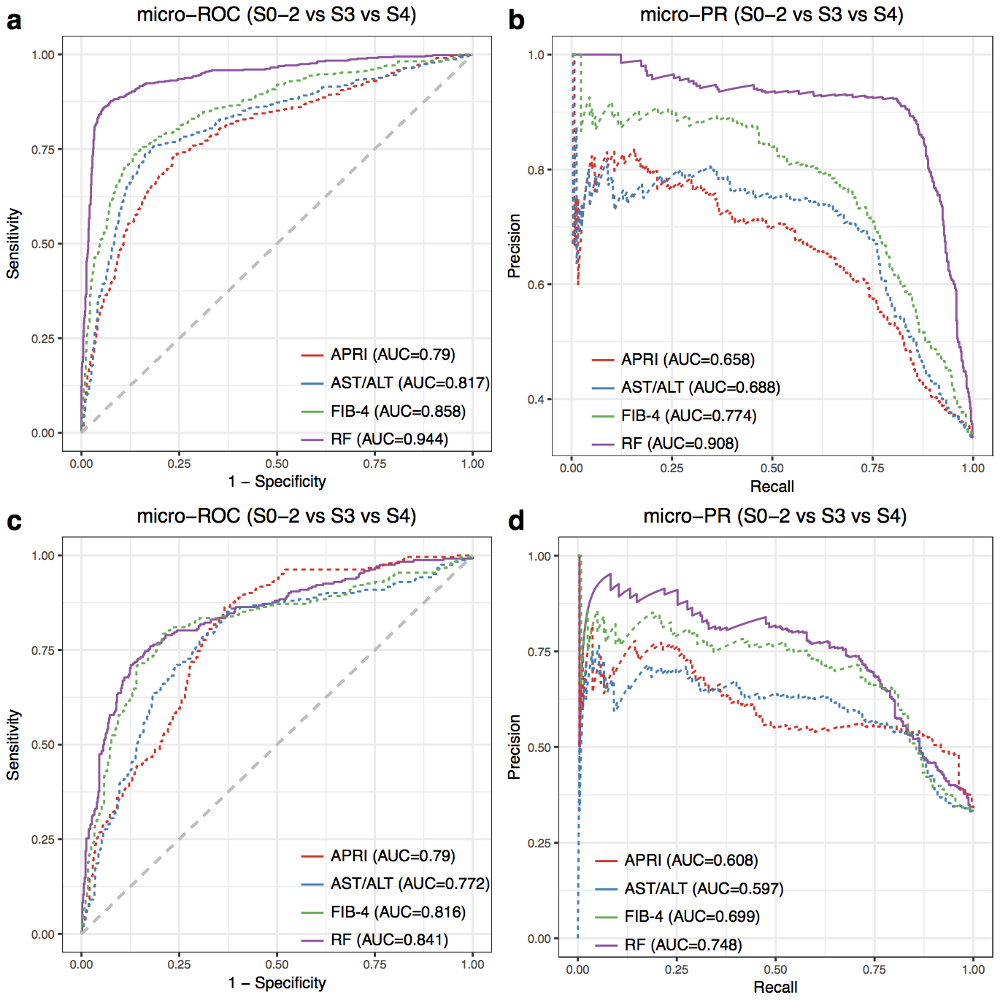 a
micro−ROC (S0−2 vs S3 vs S4)
1.00
0.75
0.50
0.25
0.00
Sensitivity
APRI (AUC=0.79)
AST/ALT (AUC=0.817)
FIB-4 (AUC=0.858)
RF (AUC=0.944)
0.00 0.25 0.50 0.75 1.00
1 − Specificity
b
micro−PR (S0−2 vs S3 vs S4)
1.0
0.8
0.6
0.4
Precision
APRI (AUC=0.658)
AST/ALT (AUC=0.688)
FIB-4 (AUC=0.774)
RF (AUC=0.908)
0.00 0.25 0.50 0.75 1.00
Recall
c
micro−ROC (S0−2 vs S3 vs S4)
1.00
0.75
0.50
0.25
0.00
Sensitivity
APRI (AUC=0.79)
AST/ALT (AUC=0.772)
FIB-4 (AUC=0.816)
RF (AUC=0.841)
0.00 0.25 0.50 0.75 1.00
1 − Specificity
d
micro−PR (S0−2 vs S3 vs S4)
1.00
0.75
0.50
0.25
0.00
Precision
APRI (AUC=0.608)
AST/ALT (AUC=0.597)
FIB-4 (AUC=0.699)
RF (AUC=0.748)
0.00 0.25 0.50 0.75 1.00
Recall